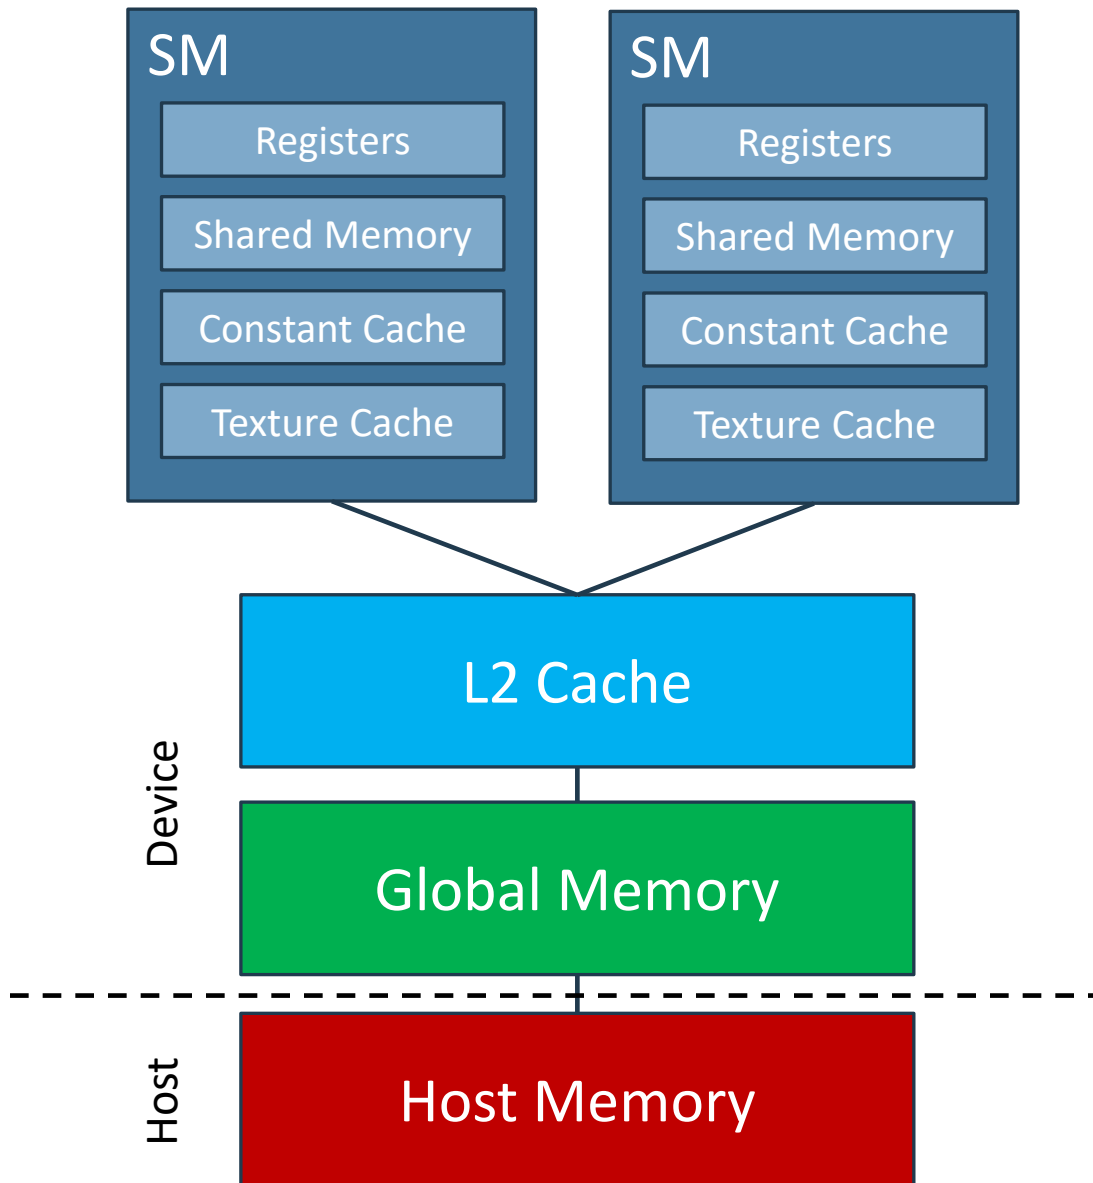 SM
Registers
Shared Memory
Constant Cache
Texture Cache
SM
Registers
Shared Memory
Constant Cache
Texture Cache
L2 Cache
Device
Global Memory
Host
Host Memory